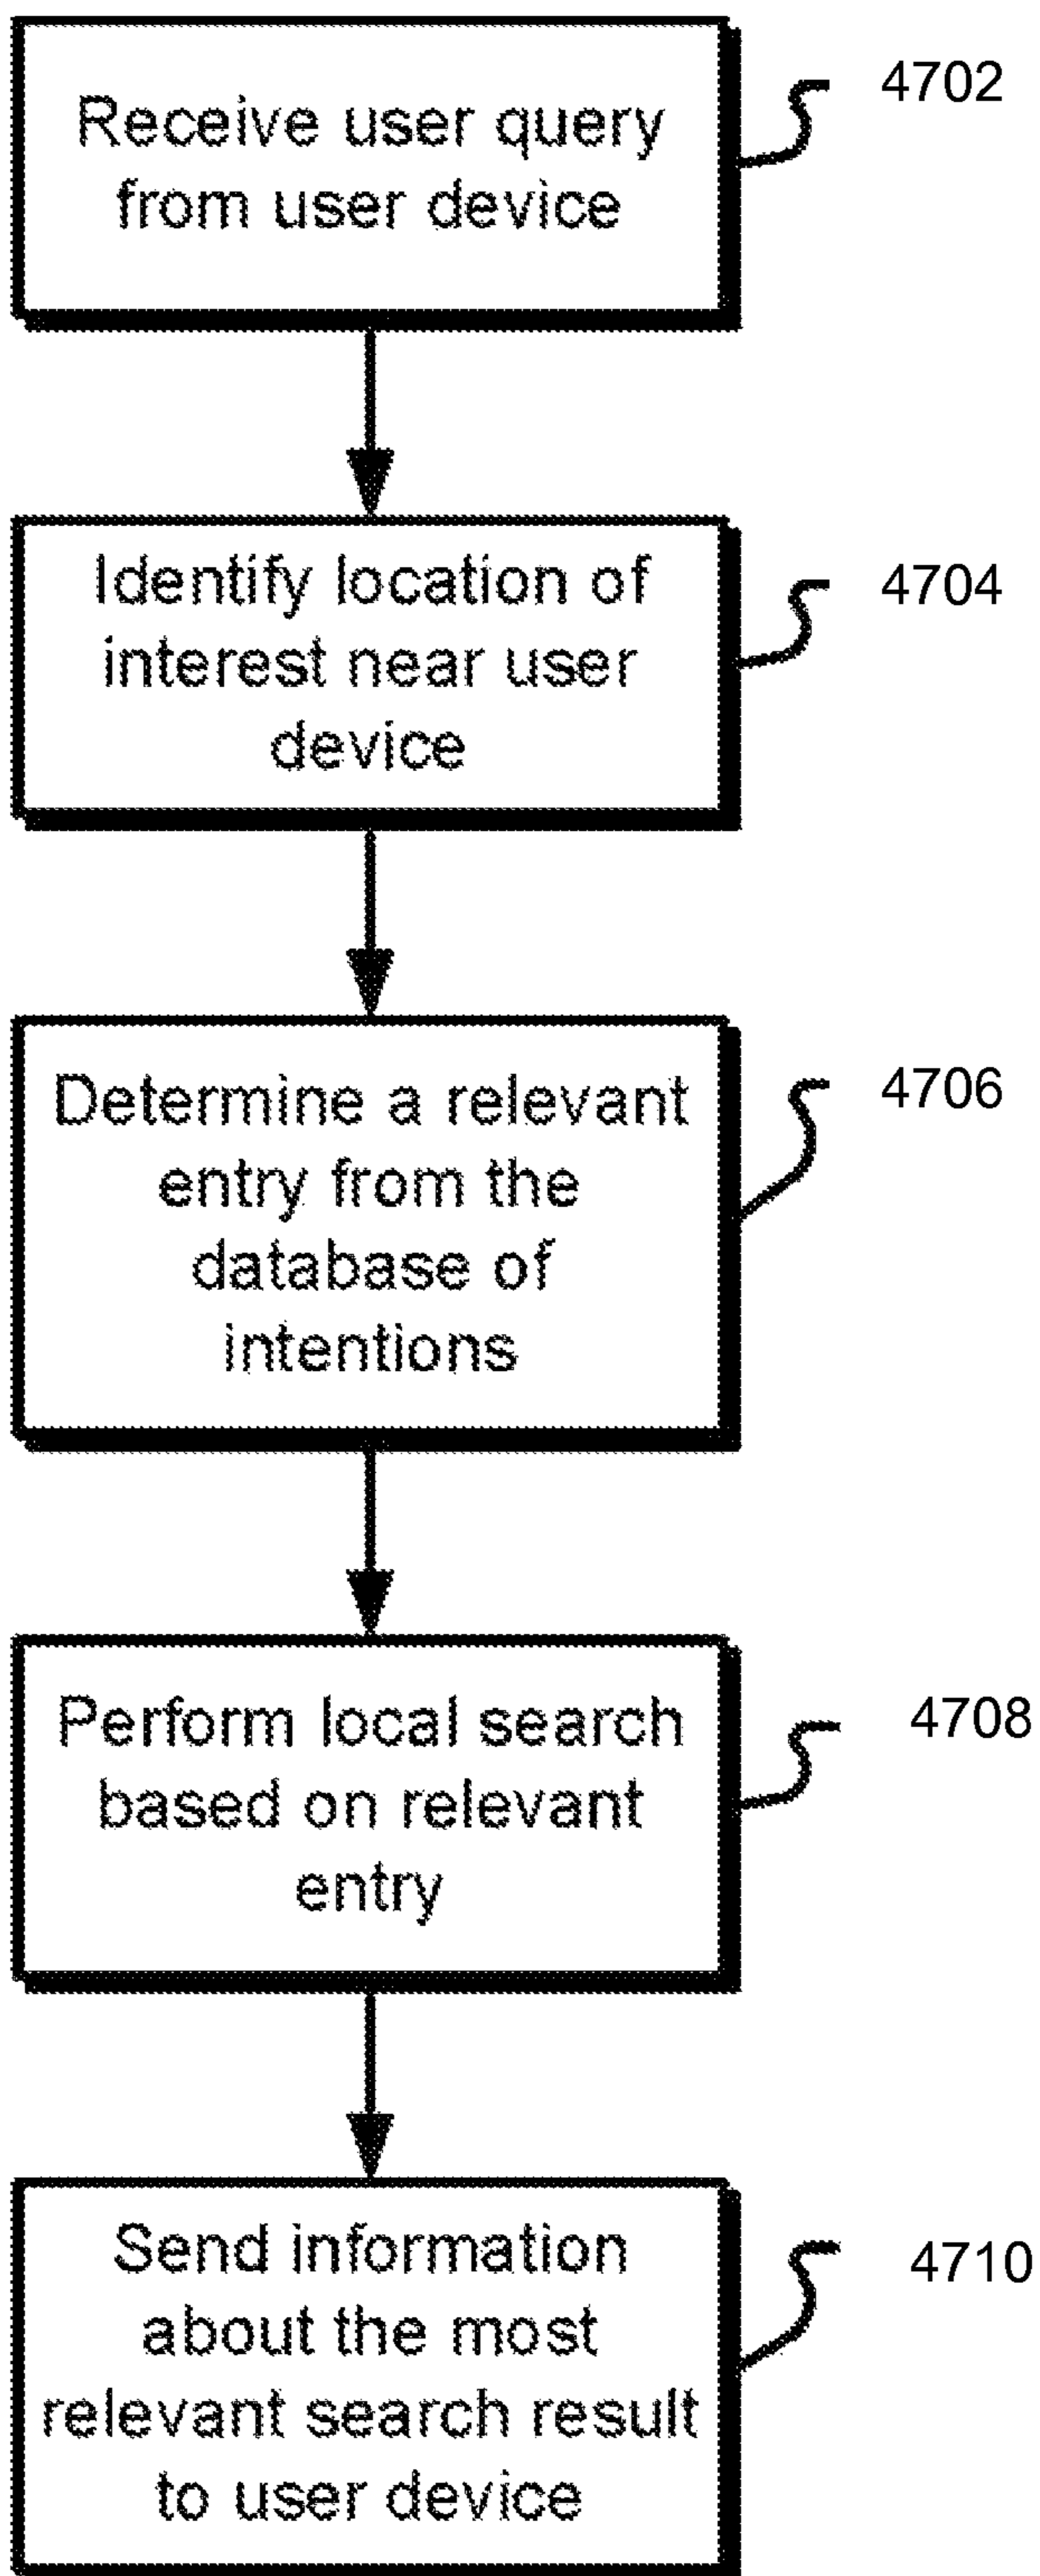 Receive user query
from user device
4702
Identify location of
interest near user
device
4704
Determine a relevant
entry from the
database of
intentions
4706
Perform local search
based on relevant
entry
4708
Send information
about the most
relevant search result
to user device
4710